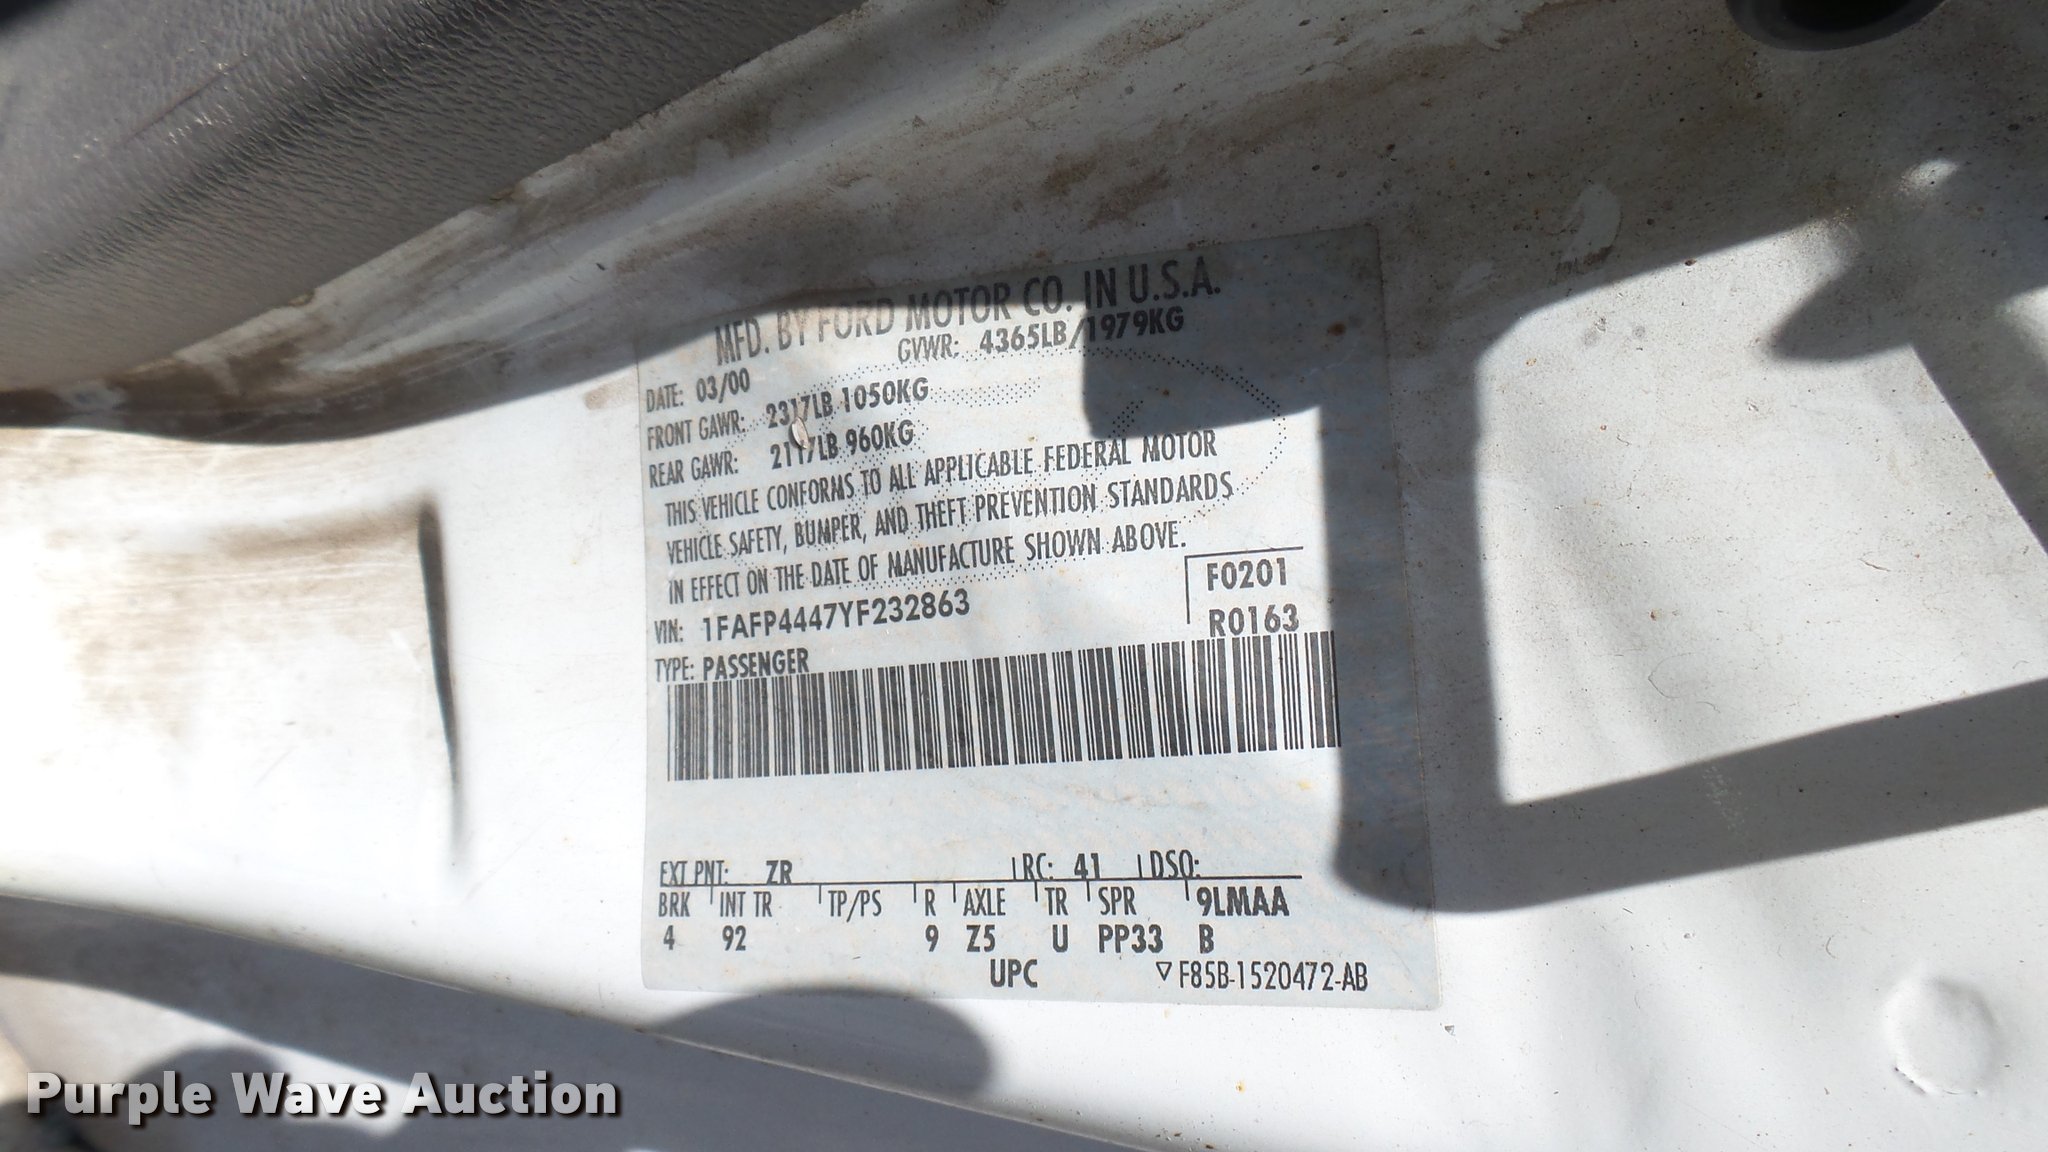 MFD. BY FORD MOTOR CO. IN U.S.A.
DATE: 03/00 GVWR: 4365LB/1979KG
FRONT GAWR: 2317LB 1050KG
REAR GAWR: 2117LB 960KG
THIS VEHICLE CONFORMS TO ALL APPLICABLE FEDERAL MOTOR
VEHICLE SAFETY, BUMPER, AND THEFT PREVENTION STANDARDS
IN EFFECT ON THE DATE OF MANUFACTURE SHOWN ABOVE.
VIN: 1FAFP4447YF232863 F0201
TYPE: PASSENGER R0163
EXT PNT: ZR RC: 41 DSO:
BRK INT TR TP/PS R AXLE TR SPR 9LMAA
4 92 9 Z5 U PP33 B
UPC ▽F85B-1520472-AB
Purple Wave Auction